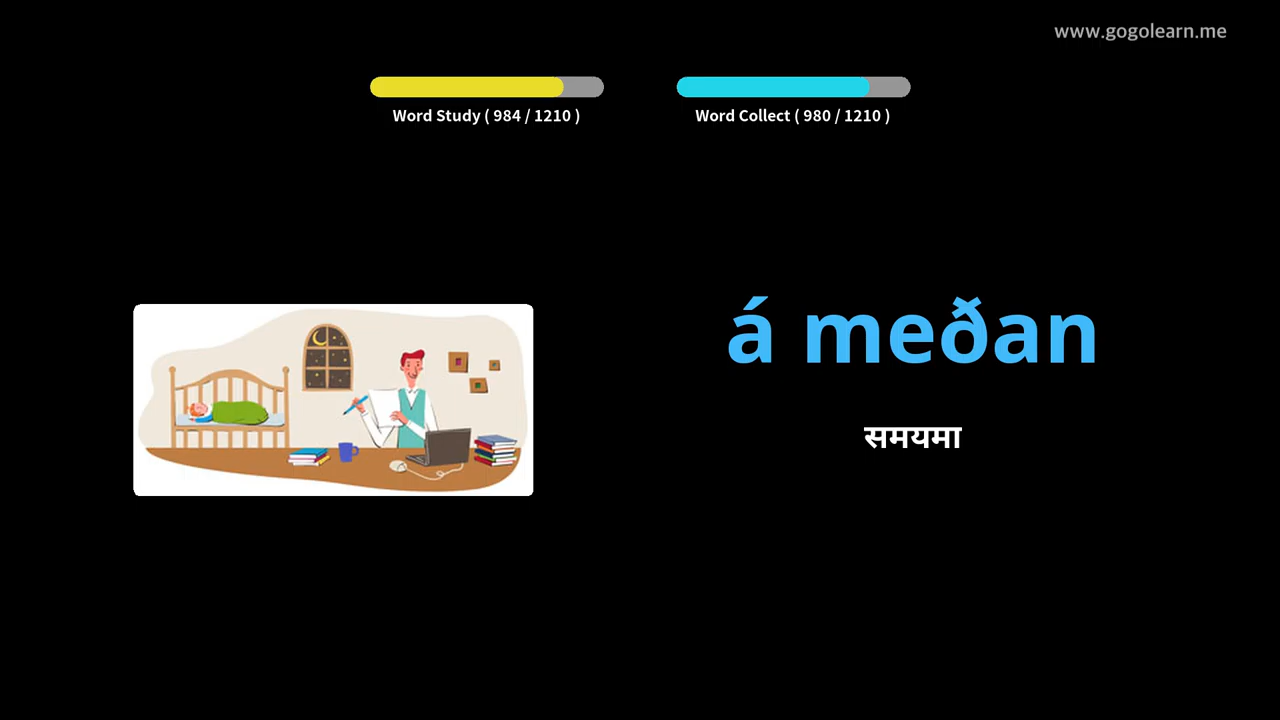 www.gogolearn.me
Word Study ( 984 / 1210 )
Word Collect ( 980 / 1210 )
á meðan
समयमा